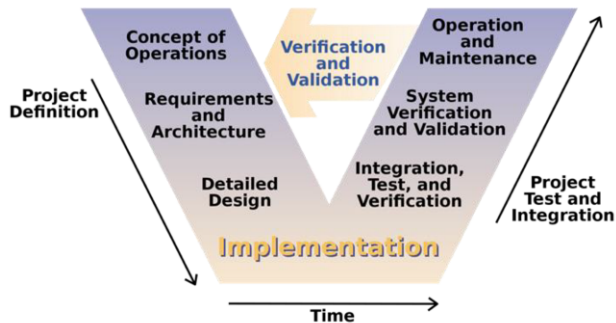 Concept of
Operations
Verification
and
Validation
Operation
and
Maintenance
Project
Definition
Requirements
and
Architecture
System
Verification
and Validation
Detailed
Design
Integration,
Test, and
Verification
Project
Test and
Integration
Implementation
Time